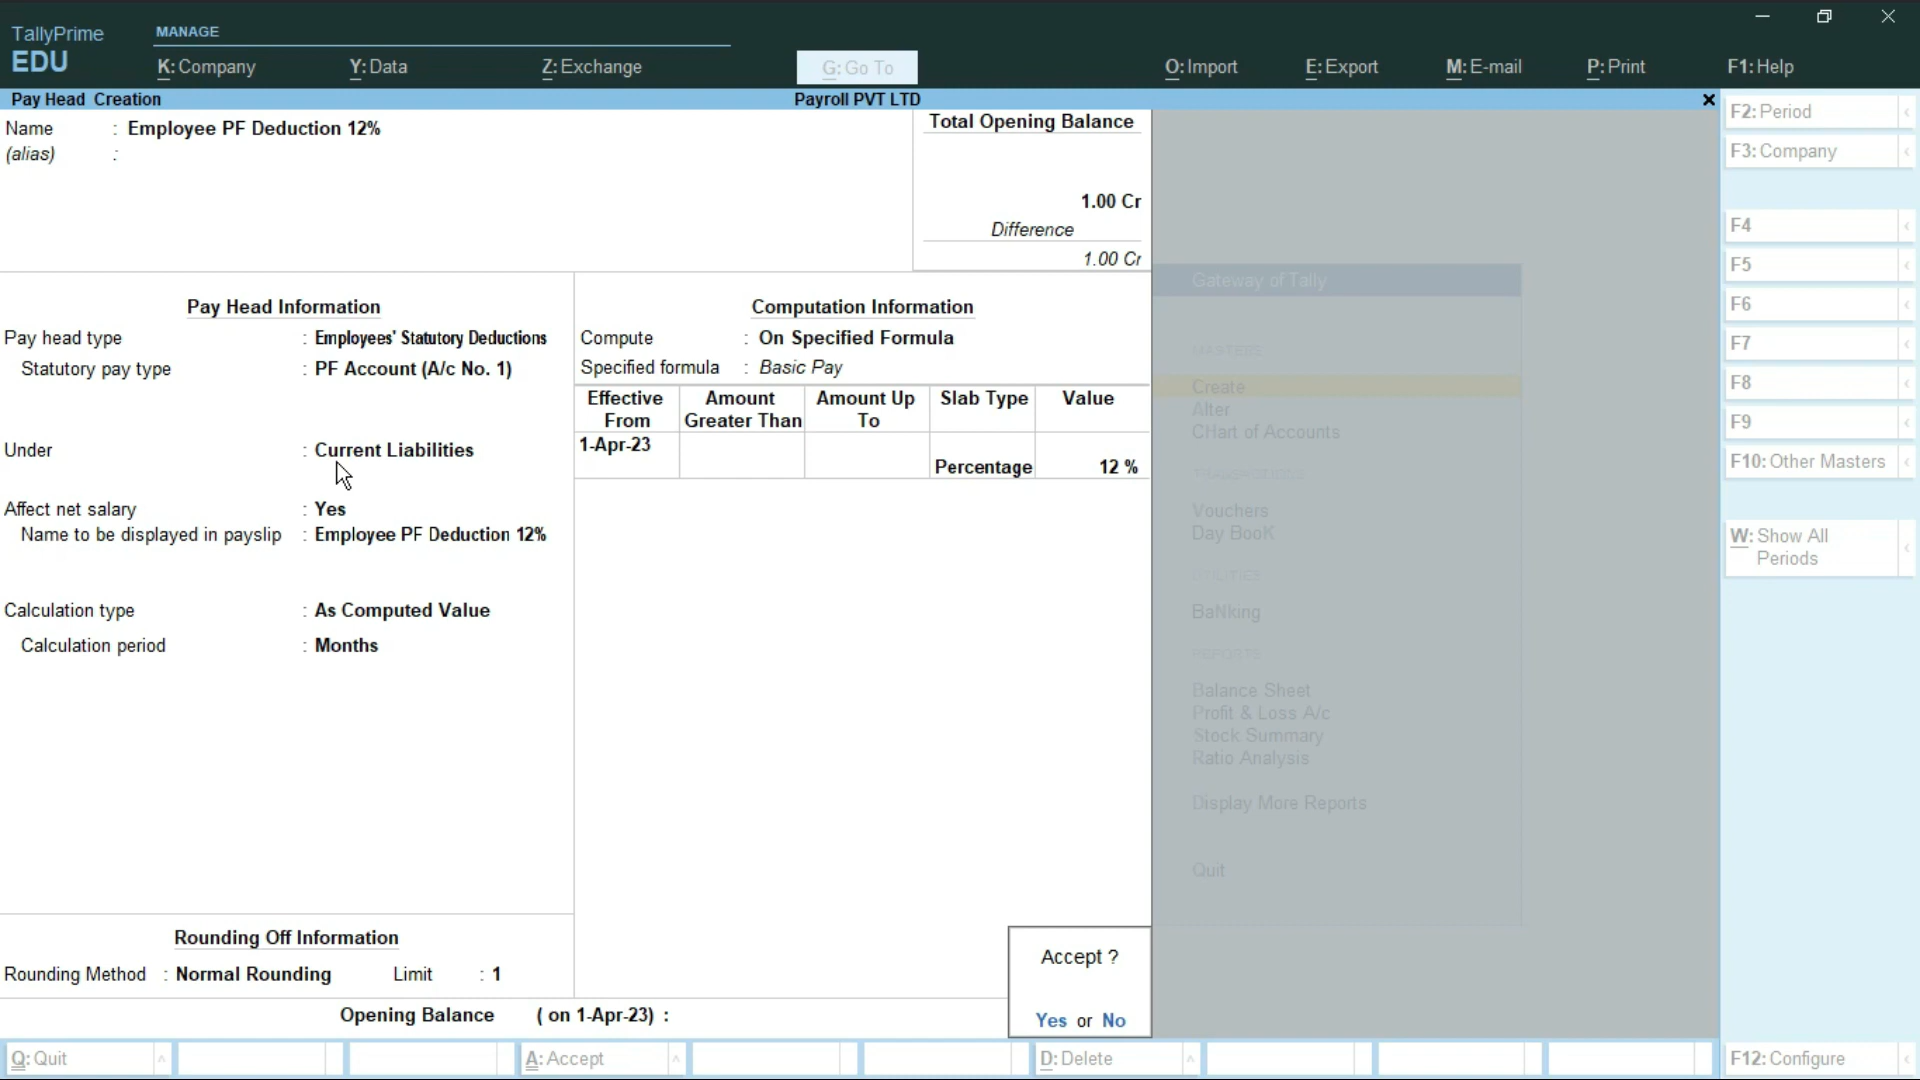 TallyPrime
EDU
MANAGE
K: Company
Y: Data
Z: Exchange
G: Go To
O: Import
E: Export
M: E-mail
P: Print
F1: Help
Pay Head Creation
Payroll PVT LTD
Name : Employee PF Deduction 12%
(alias) :
Total Opening Balance
1.00 Cr
Difference
1.00 Cr
Pay Head Information
Pay head type : Employees' Statutory Deductions
Statutory pay type : PF Account (A/c No. 1)
Under : Current Liabilities
Affect net salary : Yes
Name to be displayed in payslip : Employee PF Deduction 12%
Calculation type : As Computed Value
Calculation period : Months
Computation Information
Compute : On Specified Formula
Specified formula : Basic Pay
Effective From
Amount Greater Than
Amount Up To
Slab Type
Value
1-Apr-23
Percentage 12 %
Rounding Off Information
Rounding Method : Normal Rounding Limit : 1
Opening Balance ( on 1-Apr-23) :
Accept ?
Yes or No
Gateway of Tally
MASTERS
Create
Alter
CHart of Accounts
TRANSACTIONS
Vouchers
Day BooK
UTILITIES
BaNking
REPORTS
Balance Sheet
Profit & Loss A/c
Stock Summary
Ratio Analysis
Display More Reports
Quit
F2: Period
F3: Company
F4
F5
F6
F7
F8
F9
F10: Other Masters
W: Show All
Periods
Q: Quit
A: Accept
D: Delete
F12: Configure